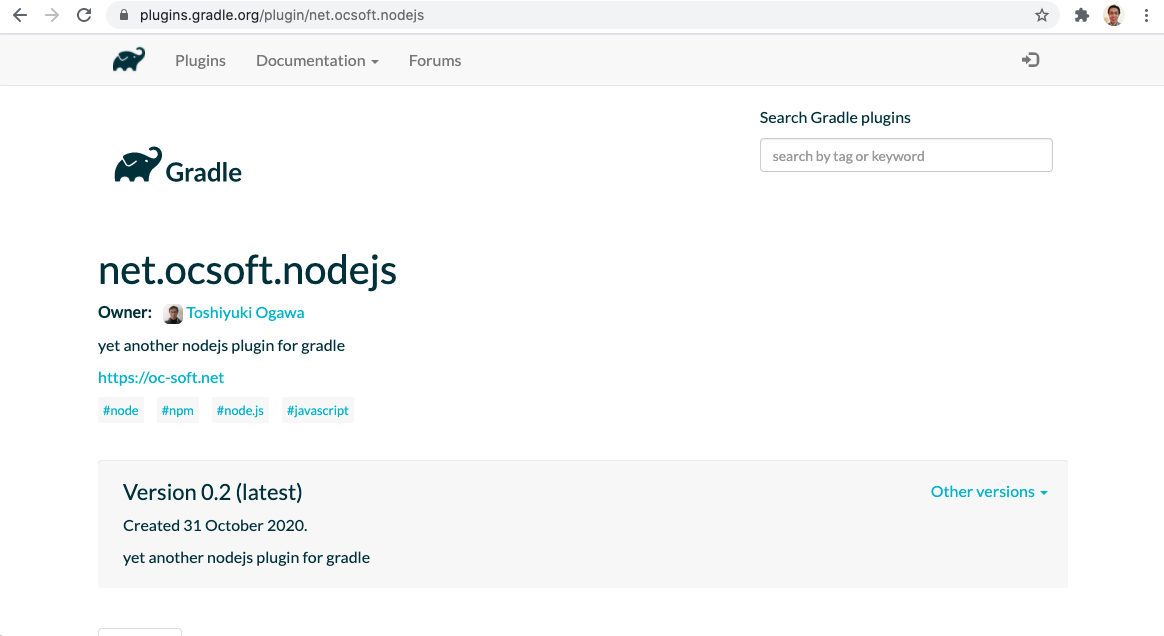 plugins.gradle.org/plugin/net.ocsoft.nodejs
Plugins Documentation Forums
Search Gradle plugins
search by tag or keyword
Gradle
net.ocsoft.nodejs
Owner: Toshiyuki Ogawa
yet another nodejs plugin for gradle
https://oc-soft.net
#node #npm #node.js #javascript
Version 0.2 (latest) Other versions
Created 31 October 2020.
yet another nodejs plugin for gradle